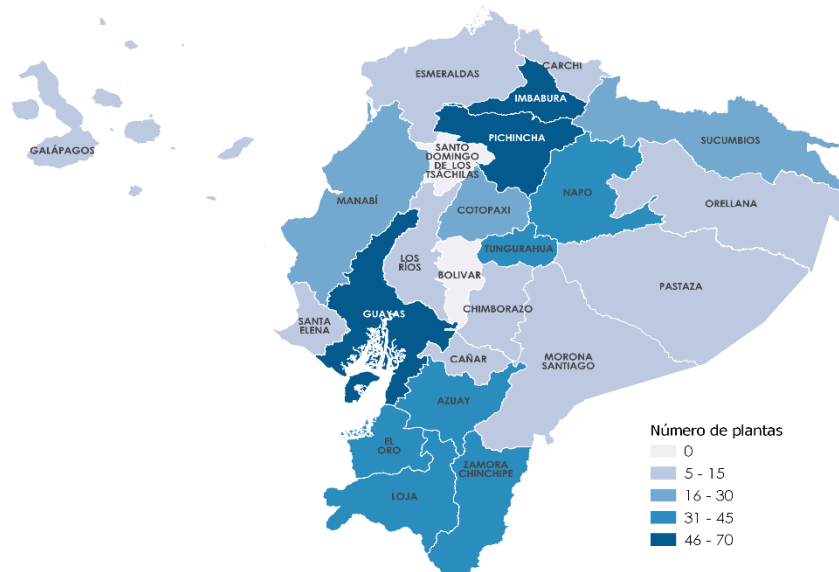 CARCHI
ESMERALDAS
IMBABURA
PICHINCHA
SUCUMBIOS
GALÁPAGOS
SANTO
DOMINGO
DE LOS
TSÁCHILAS
NAPO
MANABÍ
COTOPAXI
ORELLANA
TUNGURAHUA
LOS
RÍOS
BOLIVAR
PASTAZA
CHIMBORAZO
GUAYAS
SANTA
ELENA
CAÑAR
MORONA
SANTIAGO
AZUAY
EL
ORO
ZAMORA
CHINCHIPE
LOJA
Número de plantas
0
5 - 15
16 - 30
31 - 45
46 - 70